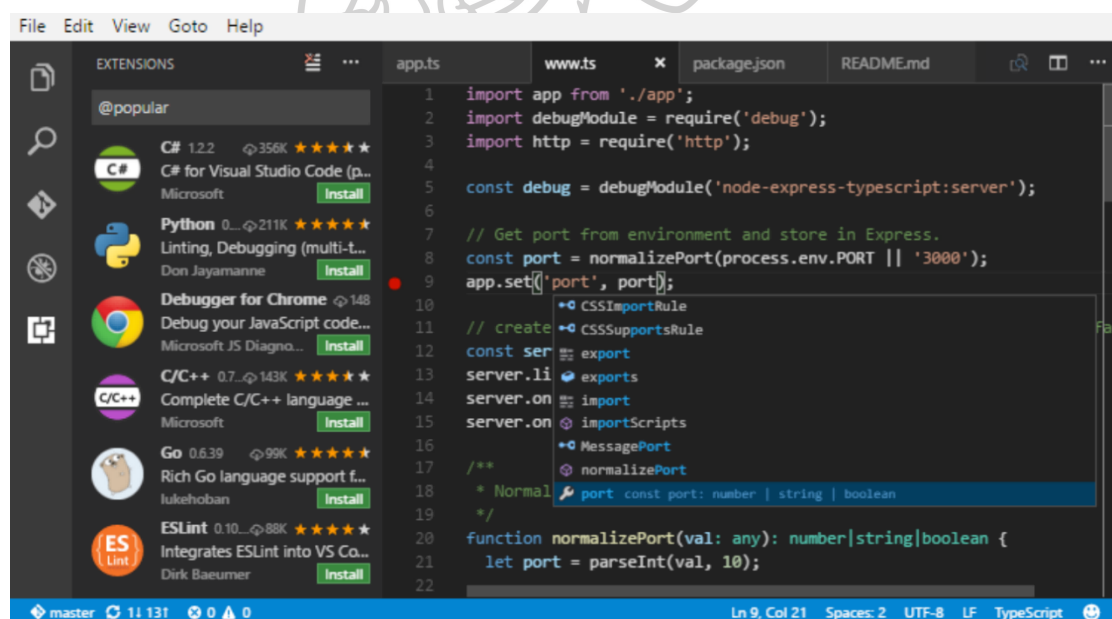 File Edit View Goto Help
EXTENSIONS
@popular
C# 1.2.2 356K
C# for Visual Studio Code (p...
Microsoft Install
Python 0.... 211K
Linting, Debugging (multi-t...
Don Jayamanne Install
Debugger for Chrome 148
Debug your JavaScript code...
Microsoft JS Diagno... Install
C/C++ 0.7... 143K
Complete C/C++ language ...
Microsoft Install
Go 0.6.39 99K
Rich Go language support f...
lukehoban Install
ESLint 0.10... 88K
Integrates ESLint into VS Co...
Dirk Baeumer Install
C#
C/C++
ES
Lint
app.ts www.ts × package.json README.md
1 import app from './app';
2 import debugModule = require('debug');
3 import http = require('http');
4
5 const debug = debugModule('node-express-typescript:server');
6
7 // Get port from environment and store in Express.
8 const port = normalizePort(process.env.PORT || '3000');
9 app.set('port', port);
10
11 // create fa
12 const ser
13 server.li
14 server.on
15 server.on
16
17 /**
18 * Normal
19 */
20 function normalizePort(val: any): number|string|boolean {
21 let port = parseInt(val, 10);
22
CSSImportRule
CSSSupportsRule
export
exports
import
importScripts
MessagePort
normalizePort
port const port: number | string | boolean
master 1↓ 13↑ 0 0 Ln 9, Col 21 Spaces: 2 UTF-8 LF TypeScript